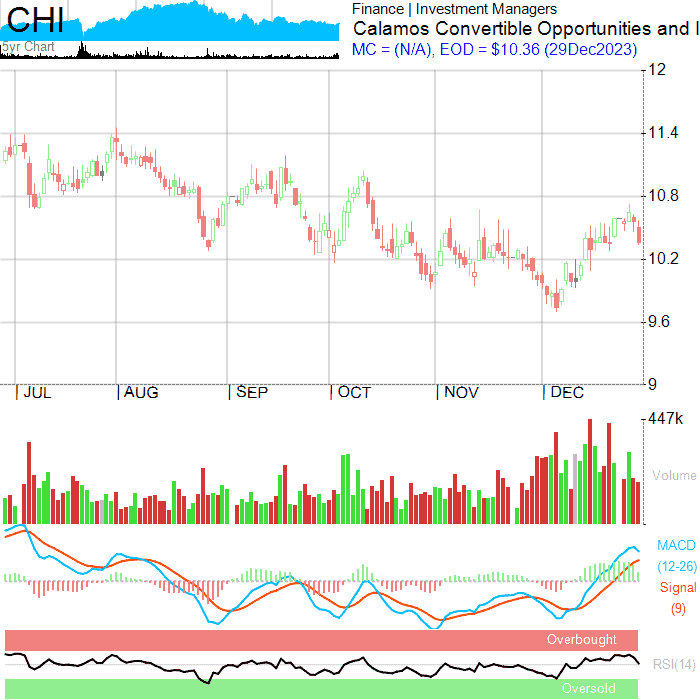 CHI
5yr Chart
Finance | Investment Managers
Calamos Convertible Opportunities and I
MC = (N/A), EOD = $10.36 (29Dec2023)
12
11.4
10.8
10.2
9.6
9
JUL AUG SEP OCT NOV DEC
447k
Volume
MACD
(12-26)
Signal
(9)
Overbought
RSI(14)
Oversold